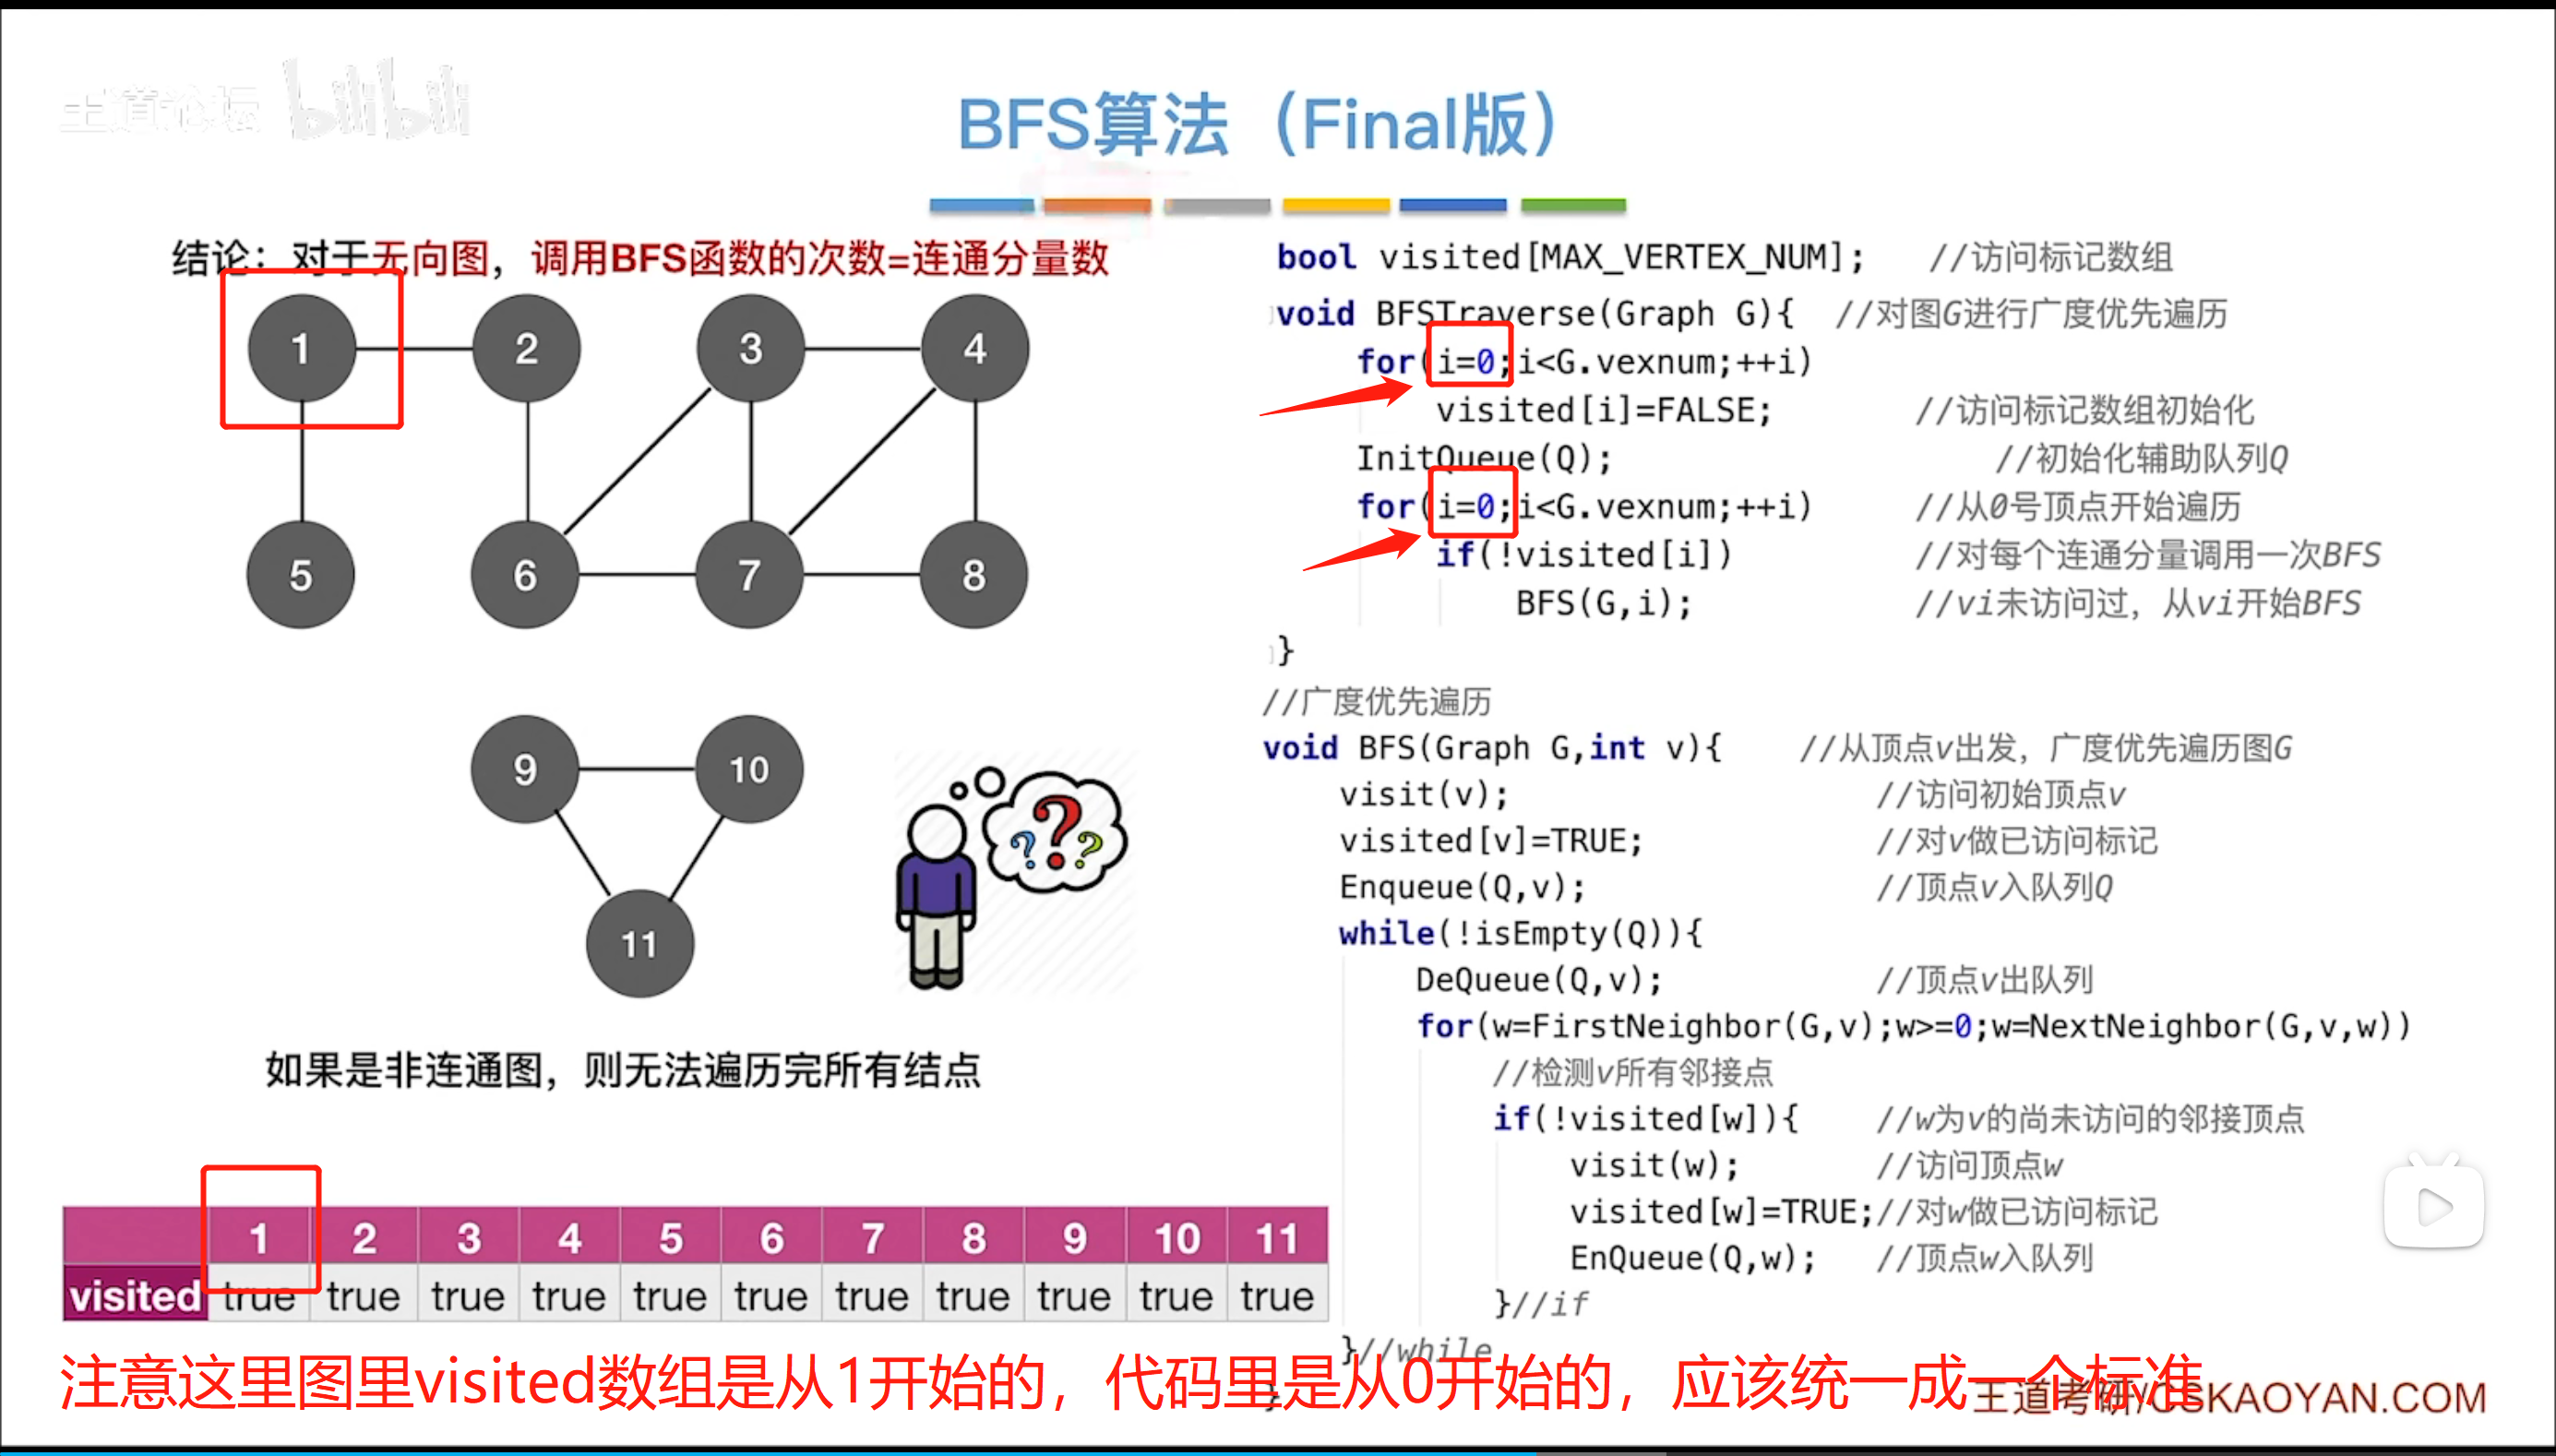 王道论坛 bilibili
BFS算法（Final版）
结论：对于无向图，调用BFS函数的次数=连通分量数
1 2 3 4
5 6 7 8
9 10
11
? ? ?
如果是非连通图，则无法遍历完所有结点
1 2 3 4 5 6 7 8 9 10 11
visited true true true true true true true true true true true
bool visited[MAX_VERTEX_NUM]; //访问标记数组
void BFSTraverse(Graph G){ //对图G进行广度优先遍历
for(i=0;i<G.vexnum;++i)
visited[i]=FALSE; //访问标记数组初始化
InitQueue(Q); //初始化辅助队列Q
for(i=0;i<G.vexnum;++i) //从0号顶点开始遍历
if(!visited[i]) //对每个连通分量调用一次BFS
BFS(G,i); //vi未访问过，从vi开始BFS
}
//广度优先遍历
void BFS(Graph G,int v){ //从顶点v出发，广度优先遍历图G
visit(v); //访问初始顶点v
visited[v]=TRUE; //对v做已访问标记
Enqueue(Q,v); //顶点v入队列Q
while(!isEmpty(Q)){
DeQueue(Q,v); //顶点v出队列
for(w=FirstNeighbor(G,v);w>=0;w=NextNeighbor(G,v,w))
//检测v所有邻接点
if(!visited[w]){ //w为v的尚未访问的邻接顶点
visit(w); //访问顶点w
visited[w]=TRUE;//对w做已访问标记
EnQueue(Q,w); //顶点w入队列
}//if
}//while
}
注意这里图里visited数组是从1开始的，代码里是从0开始的，应该统一成一个标准
王道考研/CSKAOYAN.COM